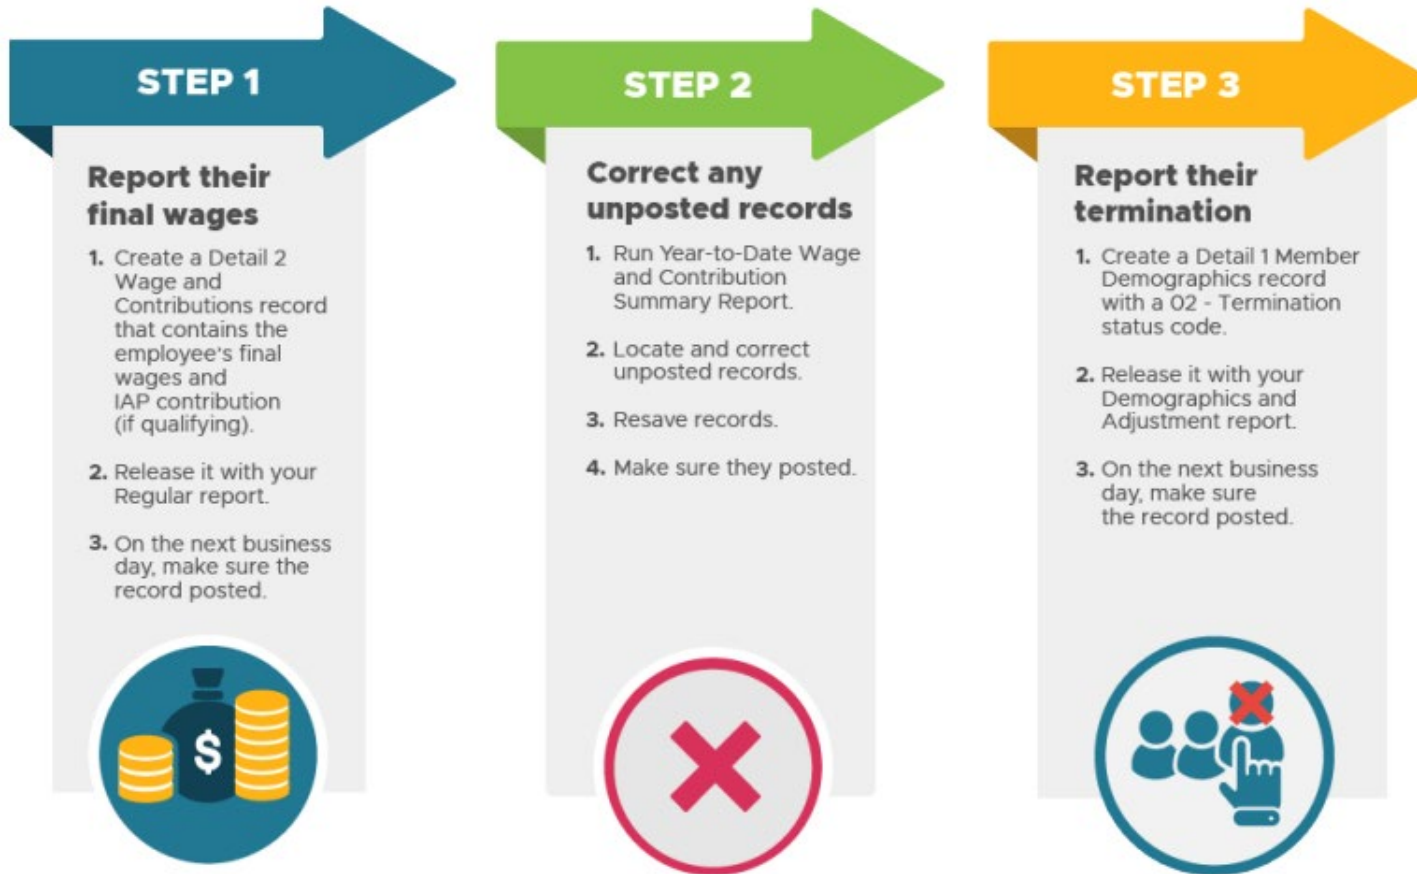 STEP 1
Report their
final wages
1. Create a Detail 2
Wage and
Contributions record
that contains the
employee's final
wages and
IAP contribution
(if qualifying).
2. Release it with your
Regular report.
3. On the next business
day, make sure the
record posted.
$
STEP 2
Correct any
unposted records
1. Run Year-to-Date Wage
and Contribution
Summary Report.
2. Locate and correct
unposted records.
3. Resave records.
4. Make sure they posted.
STEP 3
Report their
termination
1. Create a Detail 1 Member
Demographics record
with a 02 - Termination
status code.
2. Release it with your
Demographics and
Adjustment report.
3. On the next business
day, make sure
the record posted.